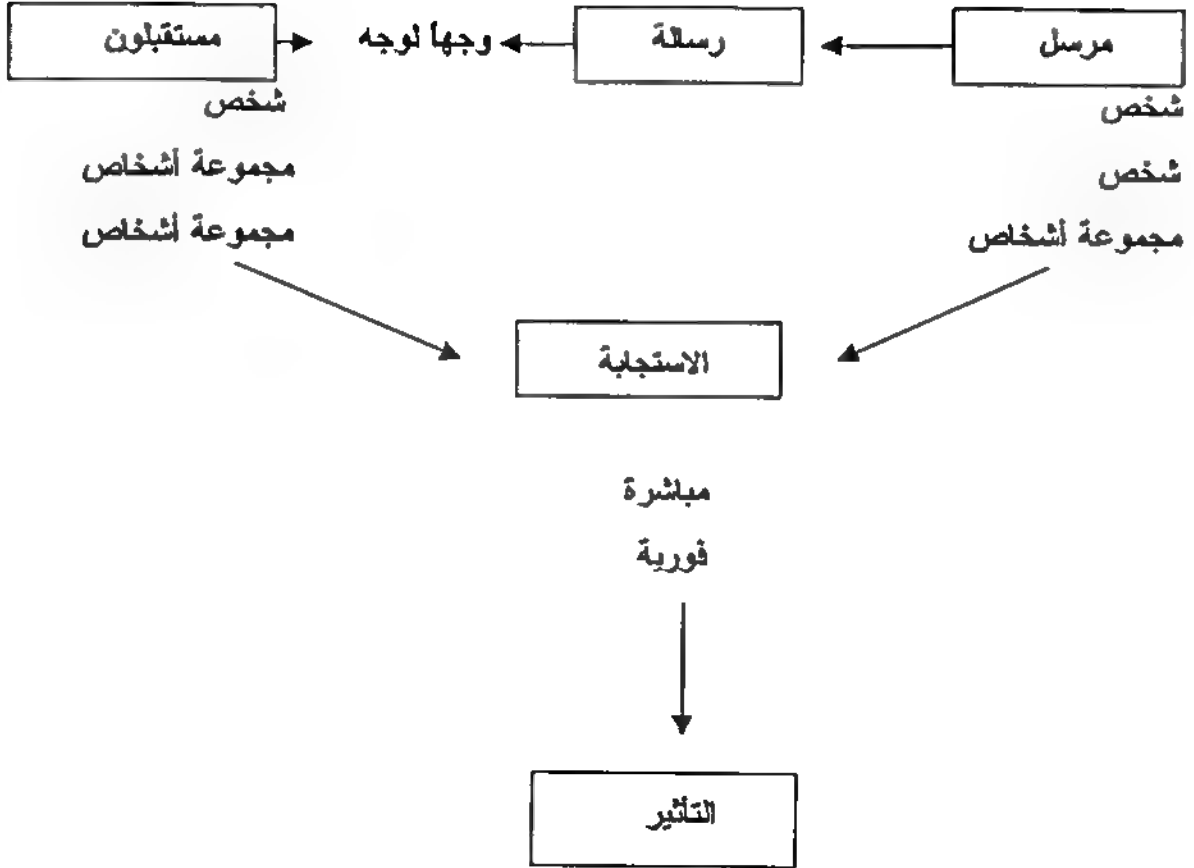 مرسل رسالة وجهاً لوجه مستقبلون
شخص شخص
شخص مجموعة أشخاص
مجموعة أشخاص مجموعة أشخاص
الاستجابة
مباشرة
فورية
التأثير